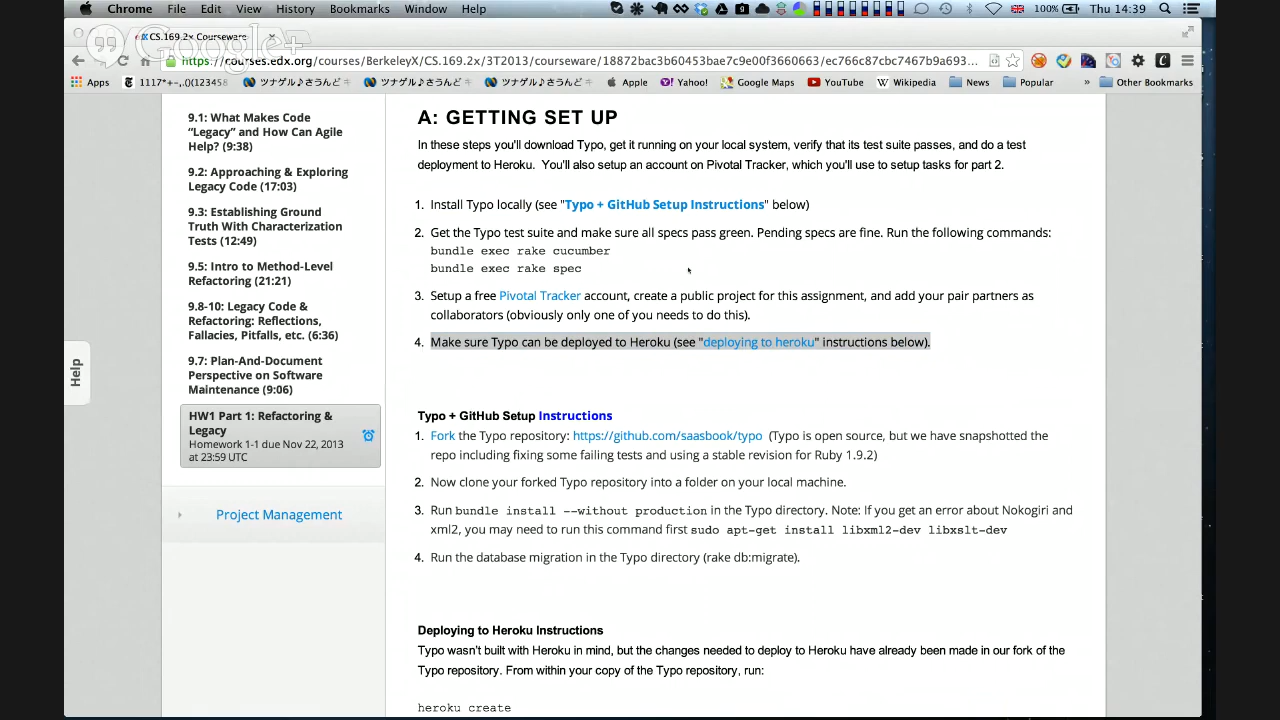 Chrome File Edit View History Bookmarks Window Help 100% Thu 14:39
CS.169.2x Courseware
Google+
https://courses.edx.org/courses/BerkeleyX/CS.169.2x/3T2013/courseware/18872bac3b60453bae7c9e00f3660663/ec766c87cbc7467b9a693...
Apps 1117*+-,()(123458 ツナゲル♪きろんどキ ツナゲル♪きろんどキ ツナゲル♪きろんどキ Apple Yahoo! Google Maps YouTube Wikipedia News Popular » Other Bookmarks
Help
9.1: What Makes Code
“Legacy” and How Can Agile
Help? (9:38)
9.2: Approaching & Exploring
Legacy Code (17:03)
9.3: Establishing Ground
Truth With Characterization
Tests (12:49)
9.5: Intro to Method-Level
Refactoring (21:21)
9.8-10: Legacy Code &
Refactoring: Reflections,
Fallacies, Pitfalls, etc. (6:36)
9.7: Plan-And-Document
Perspective on Software
Maintenance (9:06)
HW1 Part 1: Refactoring &
Legacy
Homework 1-1 due Nov 22, 2013
at 23:59 UTC
Project Management
A: GETTING SET UP
In these steps you'll download Typo, get it running on your local system, verify that its test suite passes, and do a test
deployment to Heroku. You'll also setup an account on Pivotal Tracker, which you'll use to setup tasks for part 2.
1. Install Typo locally (see "Typo + GitHub Setup Instructions" below)
2. Get the Typo test suite and make sure all specs pass green. Pending specs are fine. Run the following commands:
bundle exec rake cucumber
bundle exec rake spec
3. Setup a free Pivotal Tracker account, create a public project for this assignment, and add your pair partners as
collaborators (obviously only one of you needs to do this).
4. Make sure Typo can be deployed to Heroku (see "deploying to heroku" instructions below).
Typo + GitHub Setup Instructions
1. Fork the Typo repository: https://github.com/saasbook/typo (Typo is open source, but we have snapshotted the
repo including fixing some failing tests and using a stable revision for Ruby 1.9.2)
2. Now clone your forked Typo repository into a folder on your local machine.
3. Run bundle install --without production in the Typo directory. Note: If you get an error about Nokogiri and
xml2, you may need to run this command first sudo apt-get install libxml2-dev libxslt-dev
4. Run the database migration in the Typo directory (rake db:migrate).
Deploying to Heroku Instructions
Typo wasn't built with Heroku in mind, but the changes needed to deploy to Heroku have already been made in our fork of the
Typo repository. From within your copy of the Typo repository, run:
heroku create